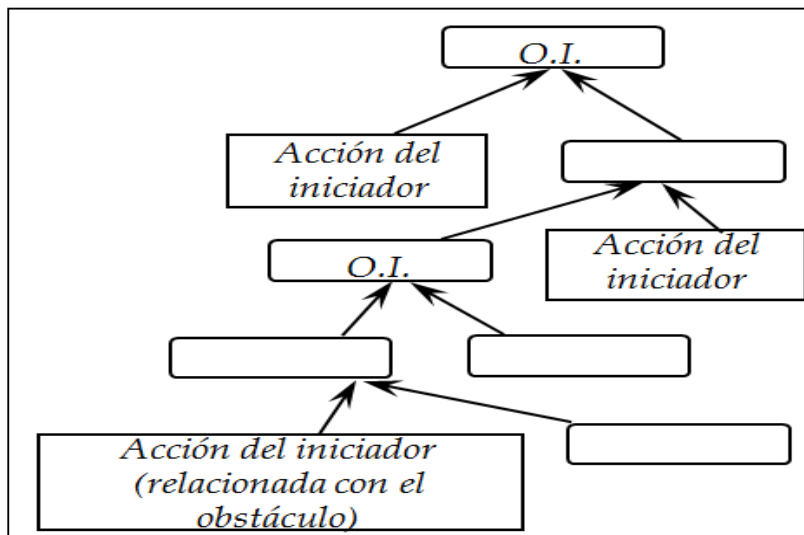 O.I.
Acción del
iniciador
Acción del
iniciador
O.I.
Acción del iniciador
(relacionada con el
obstáculo)